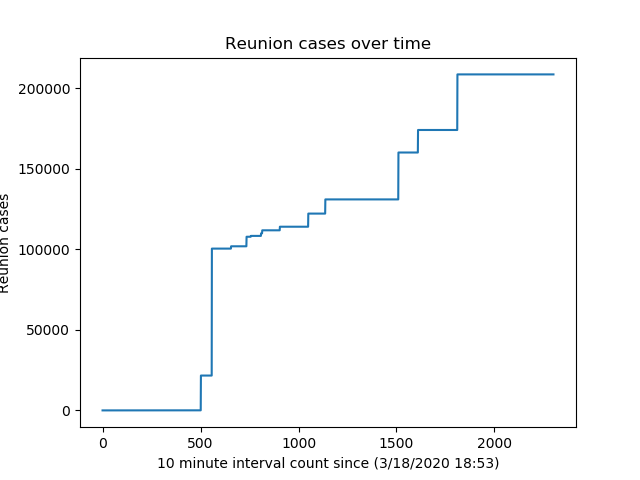 Reunion cases over time
200000
150000
100000
50000
0
Reunion cases
0 500 1000 1500 2000
10 minute interval count since (3/18/2020 18:53)